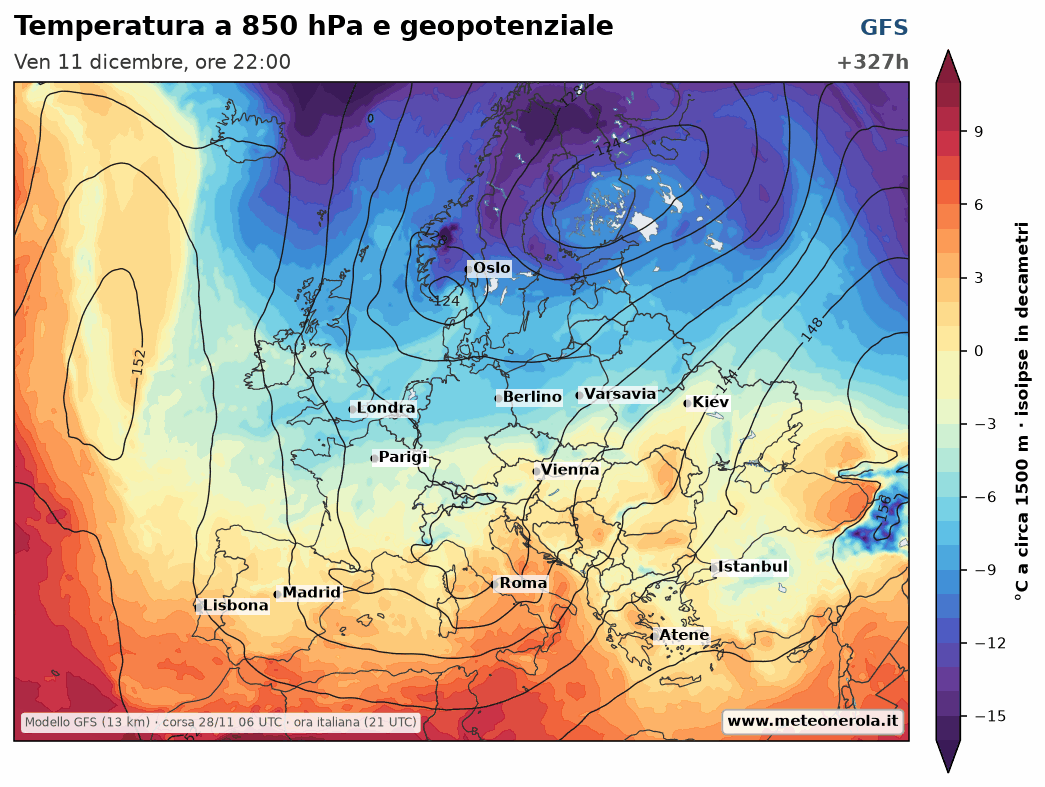 Temperatura a 850 hPa e geopotenziale
GFS
Ven 11 dicembre, ore 22:00
+327h
128
0
124
Oslo
124
152
148
144
Berlino
Varsavia
Kiev
Londra
Parigi
Vienna
156
Istanbul
Roma
Madrid
Lisbona
Atene
Modello GFS (13 km) · corsa 28/11 06 UTC · ora italiana (21 UTC)
www.meteonerola.it
9
6
3
0
−3
−6
−9
−12
−15
°C a circa 1500 m · isoipse in decametri